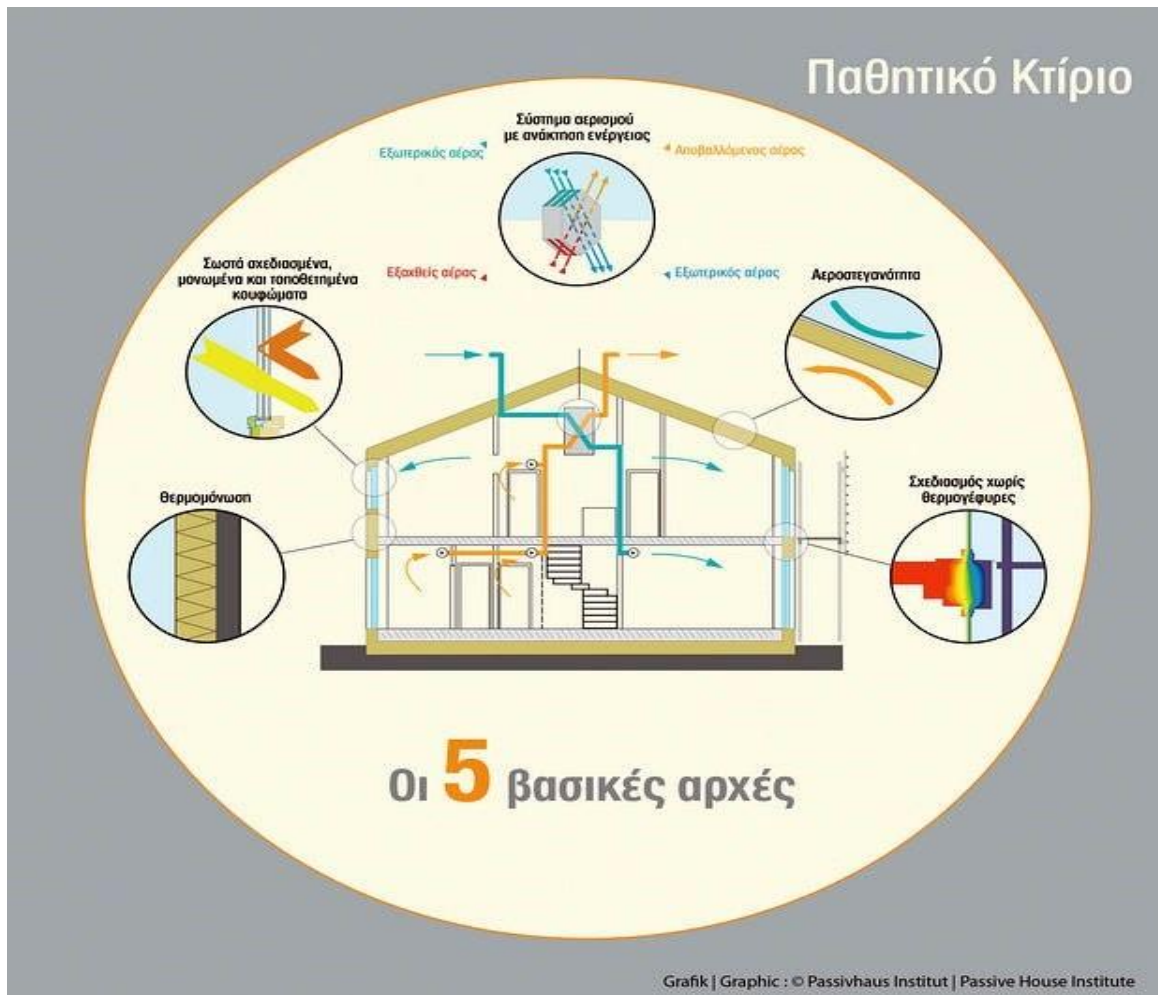 Παθητικό Κτίριο
Σύστημα αερισμού
με ανάκτηση ενέργειας
Εξωτερικός αέρας
Αποβαλλόμενος αέρας
Εξαχθείς αέρας
Εξωτερικός αέρας
Σωστά σχεδιασμένα,
μονωμένα και τοποθετημένα
κουφώματα
Αεροστεγανότητα
Θερμομόνωση
Σχεδιασμός χωρίς
θερμογέφυρες
Οι 5 βασικές αρχές
Grafik | Graphic : © Passivhaus Institut | Passive House Institute